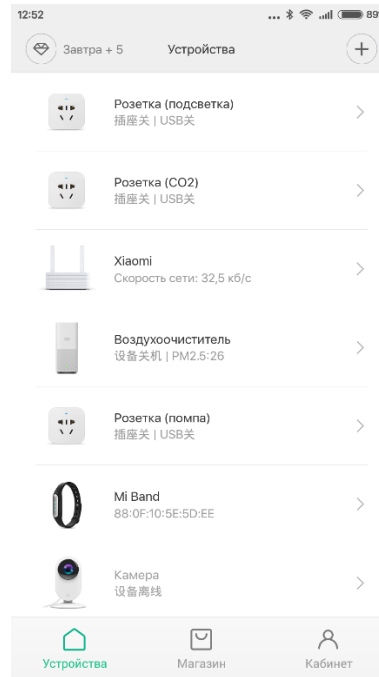 12:52
... 89
Завтра + 5
Устройства
Розетка (подсветка)
插座关 | USB关
Розетка (CO2)
插座关 | USB关
Xiaomi
Скорость сети: 32,5 кб/с
Воздухоочиститель
设备关机 | PM2.5:26
Розетка (помпа)
插座关 | USB关
Mi Band
88:0F:10:5E:5D:EE
Камера
设备离线
Устройства
Магазин
Кабинет